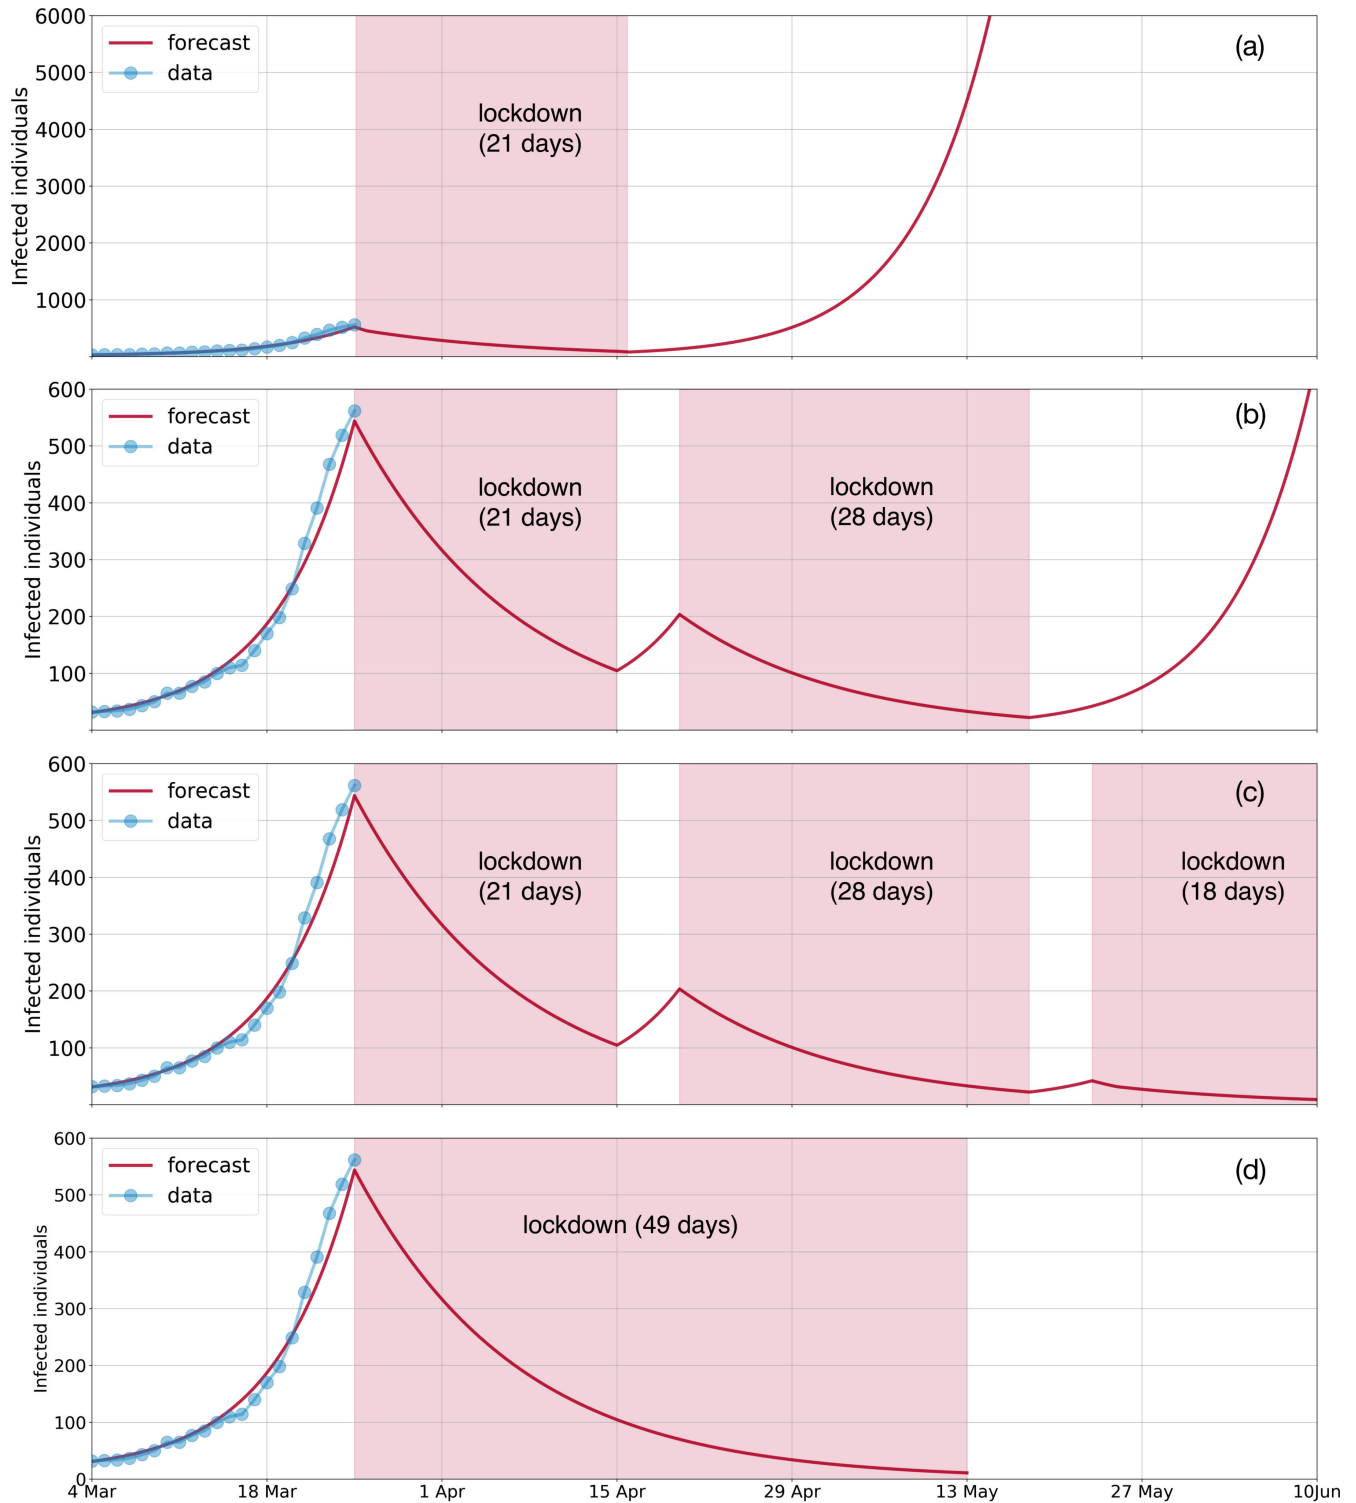 6000
5000
4000
3000
2000
1000
Infected individuals
forecast
data
lockdown
(21 days)
(a)
600
500
400
300
200
100
Infected individuals
forecast
data
lockdown
(21 days)
lockdown
(28 days)
(b)
600
500
400
300
200
100
Infected individuals
forecast
data
lockdown
(21 days)
lockdown
(28 days)
lockdown
(18 days)
(c)
600
500
400
300
200
100
0
Infected individuals
forecast
data
lockdown (49 days)
(d)
4 Mar 18 Mar 1 Apr 15 Apr 29 Apr 13 May 27 May 10Jun